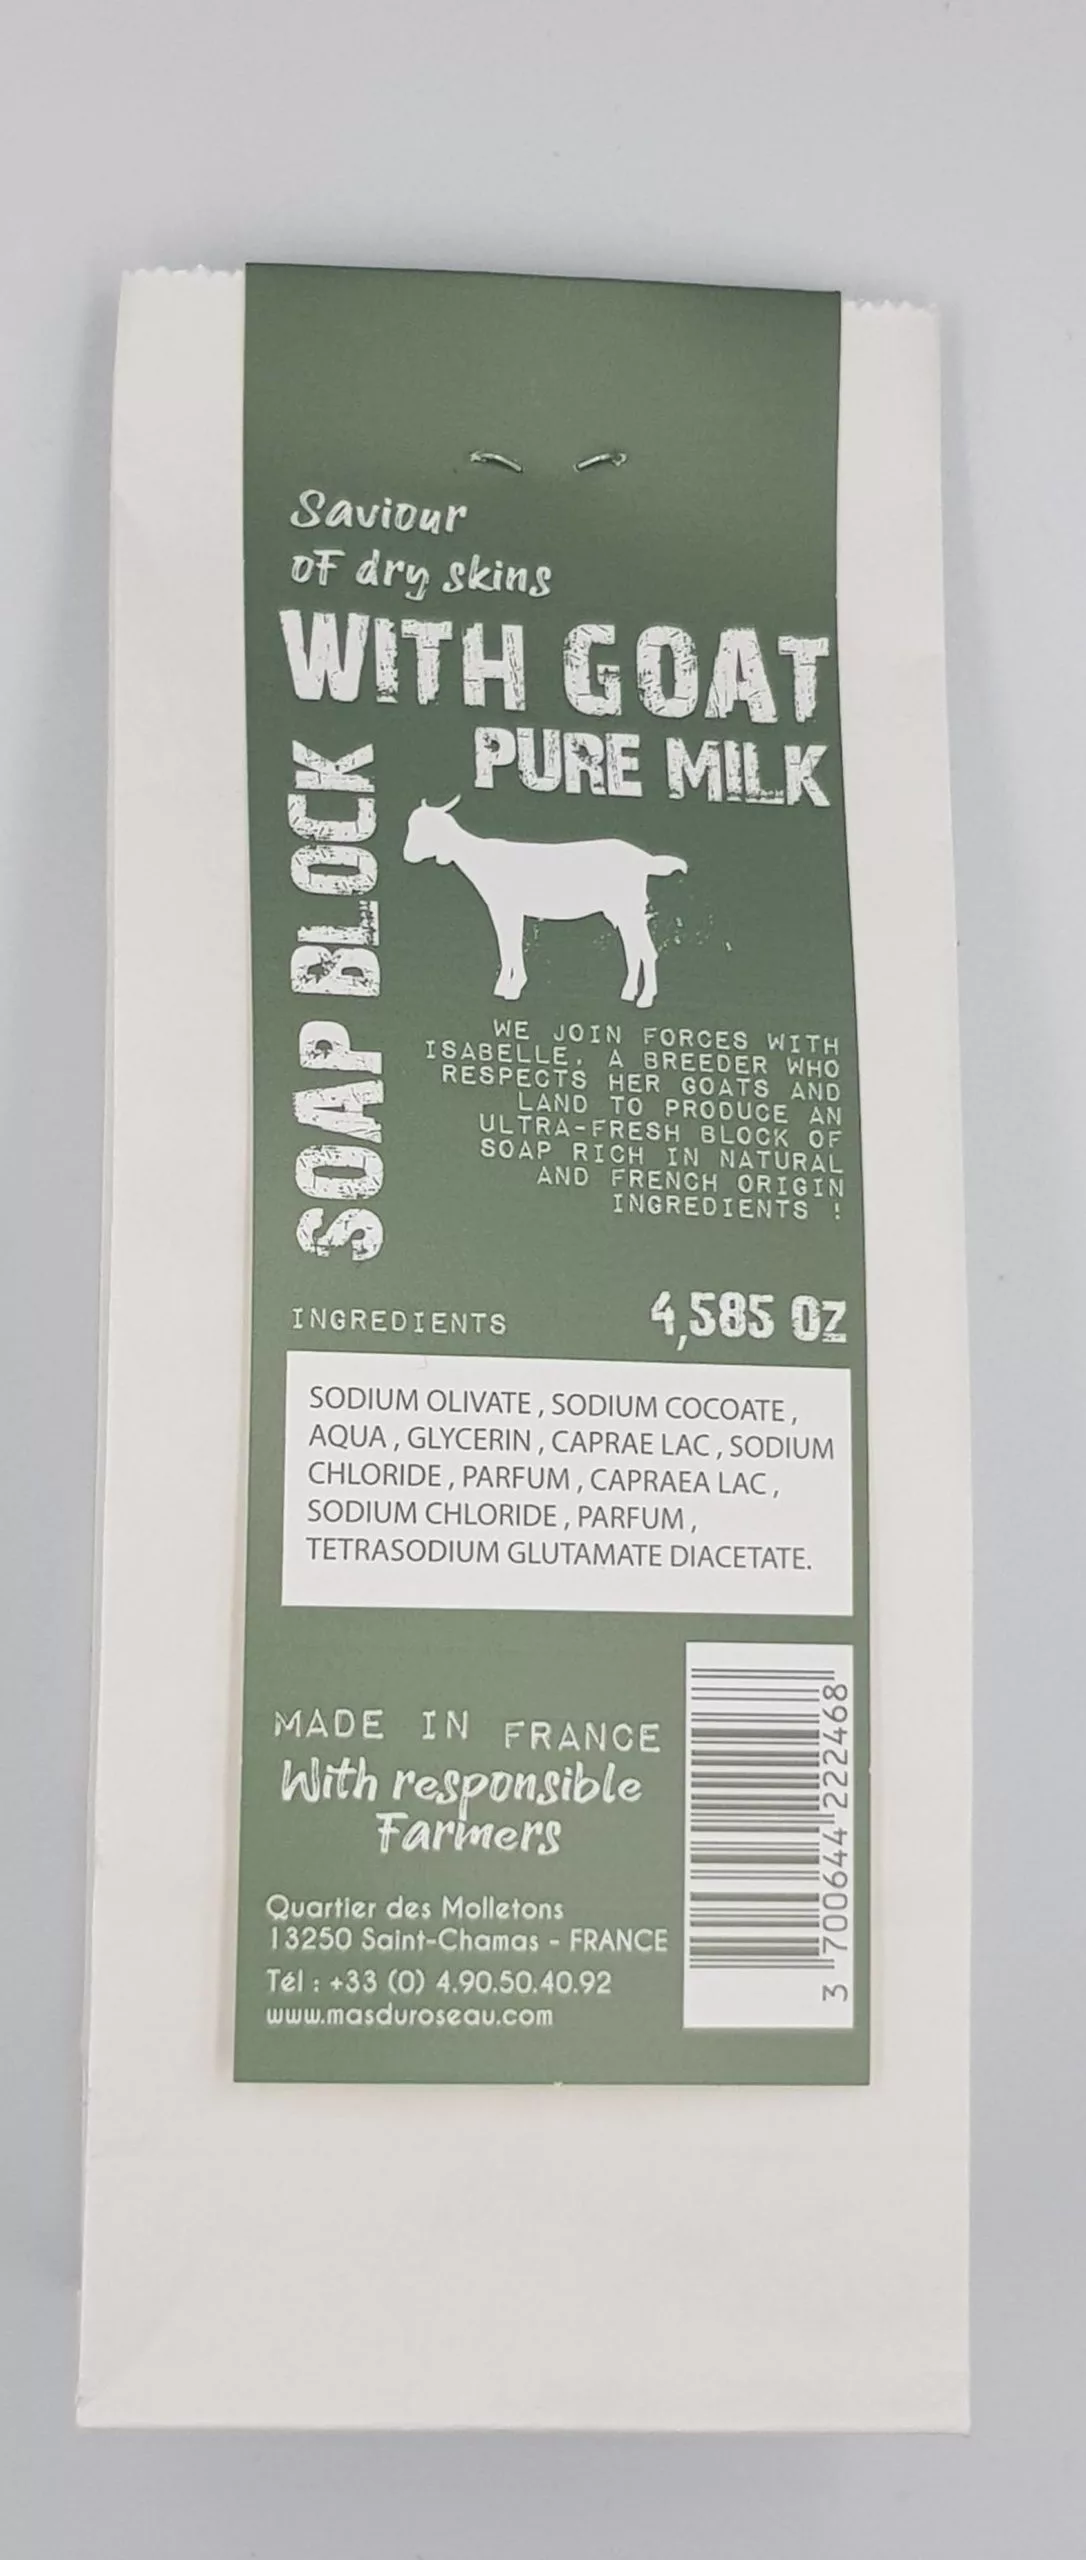 Saviour
of dry skins
WITH GOAT
PURE MILK
SOAP BLOCK
WE JOIN FORCES WITH
ISABELLE, A BREEDER WHO
RESPECTS HER GOATS AND
LAND TO PRODUCE AN
ULTRA-FRESH BLOCK OF
SOAP RICH IN NATURAL
AND FRENCH ORIGIN
INGREDIENTS !
INGREDIENTS
4,585 OZ
SODIUM OLIVATE , SODIUM COCOATE ,
AQUA , GLYCERIN , CAPRAE LAC , SODIUM
CHLORIDE , PARFUM , CAPRAEA LAC ,
SODIUM CHLORIDE , PARFUM ,
TETRASODIUM GLUTAMATE DIACETATE.
MADE IN FRANCE
With responsible
Farmers
Quartier des Molletons
13250 Saint-Chamas - FRANCE
Tél : +33 (0) 4.90.50.40.92
www.masduroseau.com
3 700644 222468